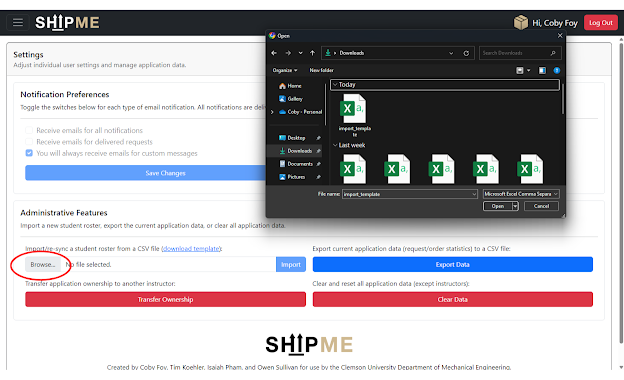 SHIPME
Hi, Coby Foy
Log Out
Settings
Adjust individual user settings and manage application data.
Notification Preferences
Toggle the switches below for each type of email notification. All notifications are
Receive emails for all notifications
Receive emails for delivered requests
You will always receive emails for custom messages
Save Changes
Open
Downloads
Search Downloads
Organize
New folder
Home
Gallery
Coby - Personal
Desktop
Downloads
Documents
Pictures
Today
import_templa
te
Last week
File name:
import_template
Microsoft Excel Comma Separa
Open
Cancel
Administrative Features
Import a new student roster, export the current application data, or clear all application data.
Import/re-sync a student roster from a CSV file (download template):
Browse...
No file selected.
Import
Export current application data (request/order statistics) to a CSV file:
Export Data
Transfer application ownership to another instructor:
Transfer Ownership
Clear and reset all application data (except instructors):
Clear Data
SHIPME
Created by Coby Foy, Tim Koehler, Isaiah Pham, and Owen Sullivan for use by the Clemson University Department of Mechanical Engineering.